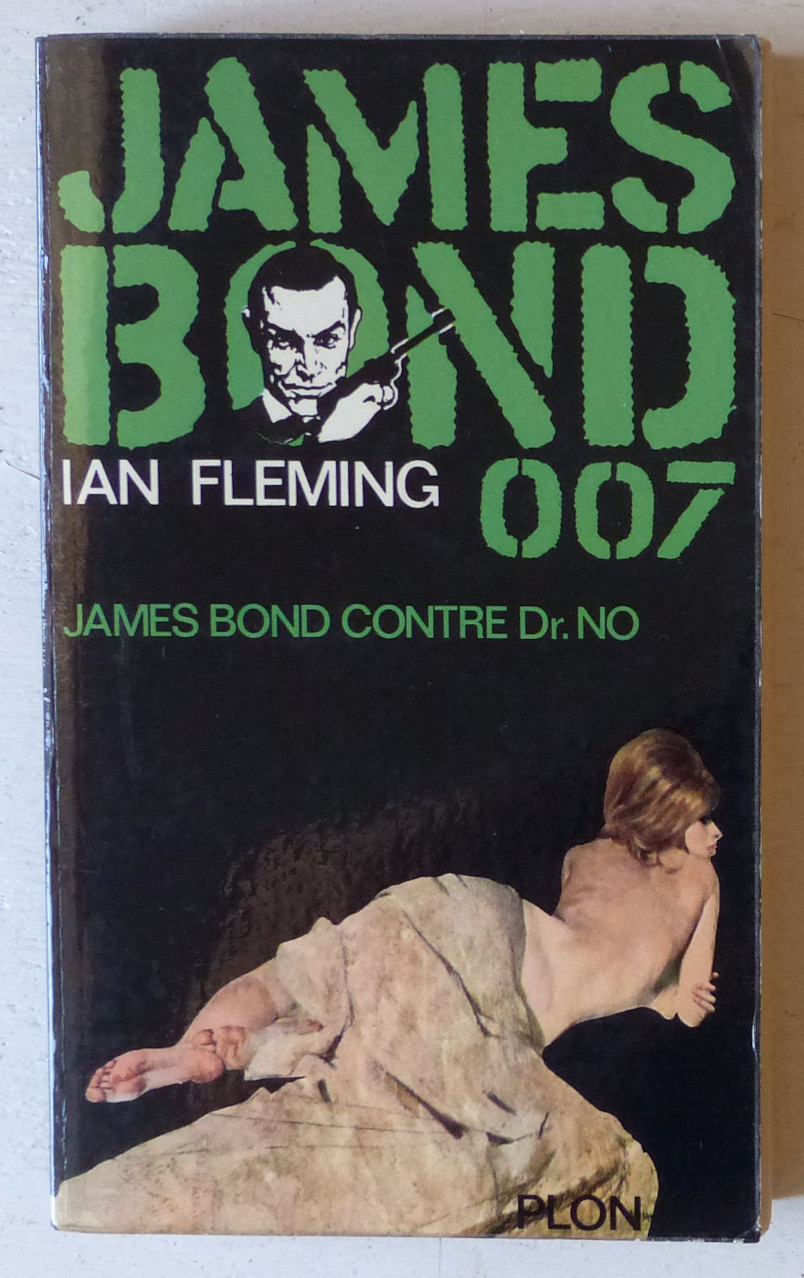 JAMES
BOND
IAN FLEMING
007
JAMES BOND CONTRE Dr. NO
PLON